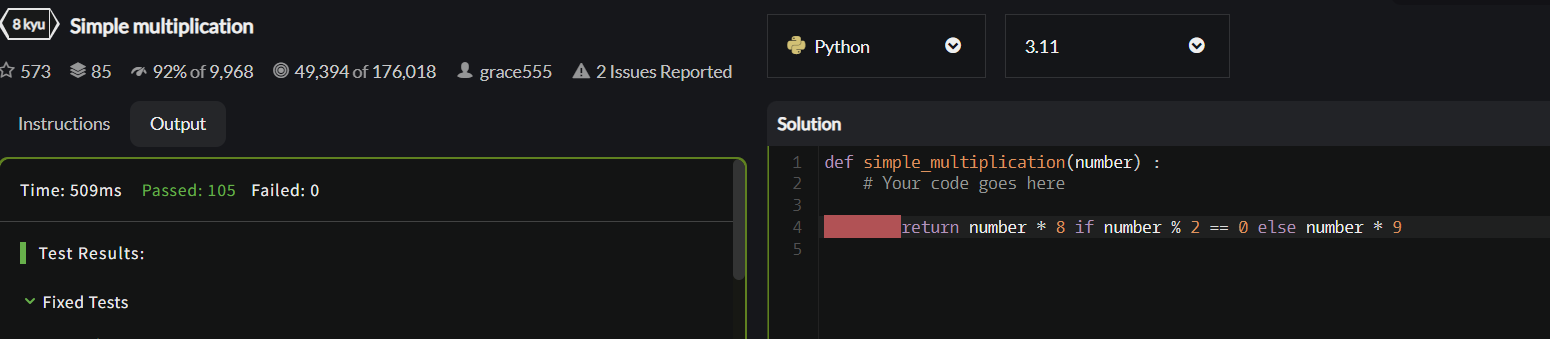 8 kyu Simple multiplication
573 85 92% of 9,968 49,394 of 176,018 grace555 2 Issues Reported
Python 3.11
Instructions Output
Time: 509ms Passed: 105 Failed: 0
Test Results:
Fixed Tests
Solution
1 def simple_multiplication(number) :
2 # Your code goes here
3
4 return number * 8 if number % 2 == 0 else number * 9
5